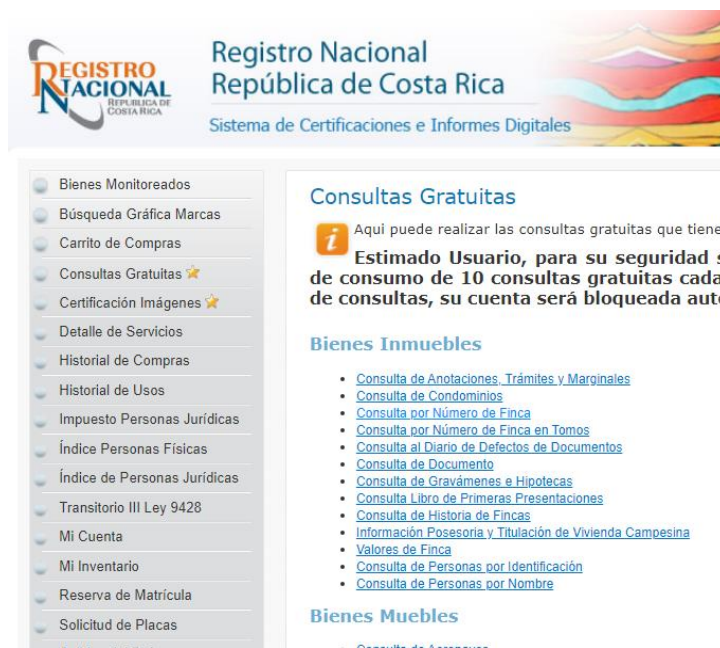 REGISTRO
NACIONAL
REPUBLICA DE
COSTA RICA
Registro Nacional
República de Costa Rica
Sistema de Certificaciones e Informes Digitales
Bienes Monitoreados
Búsqueda Gráfica Marcas
Carrito de Compras
Consultas Gratuitas
Certificación Imágenes
Detalle de Servicios
Historial de Compras
Historial de Usos
Impuesto Personas Jurídicas
Índice Personas Físicas
Índice de Personas Jurídicas
Transitorio III Ley 9428
Mi Cuenta
Mi Inventario
Reserva de Matrícula
Solicitud de Placas
Consultas Gratuitas
Aqui puede realizar las consultas gratuitas que tiene
Estimado Usuario, para su seguridad s
de consumo de 10 consultas gratuitas cada
de consultas, su cuenta será bloqueada aut
Bienes Inmuebles
Consulta de Anotaciones, Trámites y Marginales
Consulta de Condominios
Consulta por Número de Finca
Consulta por Número de Finca en Tomos
Consulta al Diario de Defectos de Documentos
Consulta de Documento
Consulta de Gravámenes e Hipotecas
Consulta Libro de Primeras Presentaciones
Consulta de Historia de Fincas
Información Posesoria y Titulación de Vivienda Campesina
Valores de Finca
Consulta de Personas por Identificación
Consulta de Personas por Nombre
Bienes Muebles
Consulta de Aeronaves